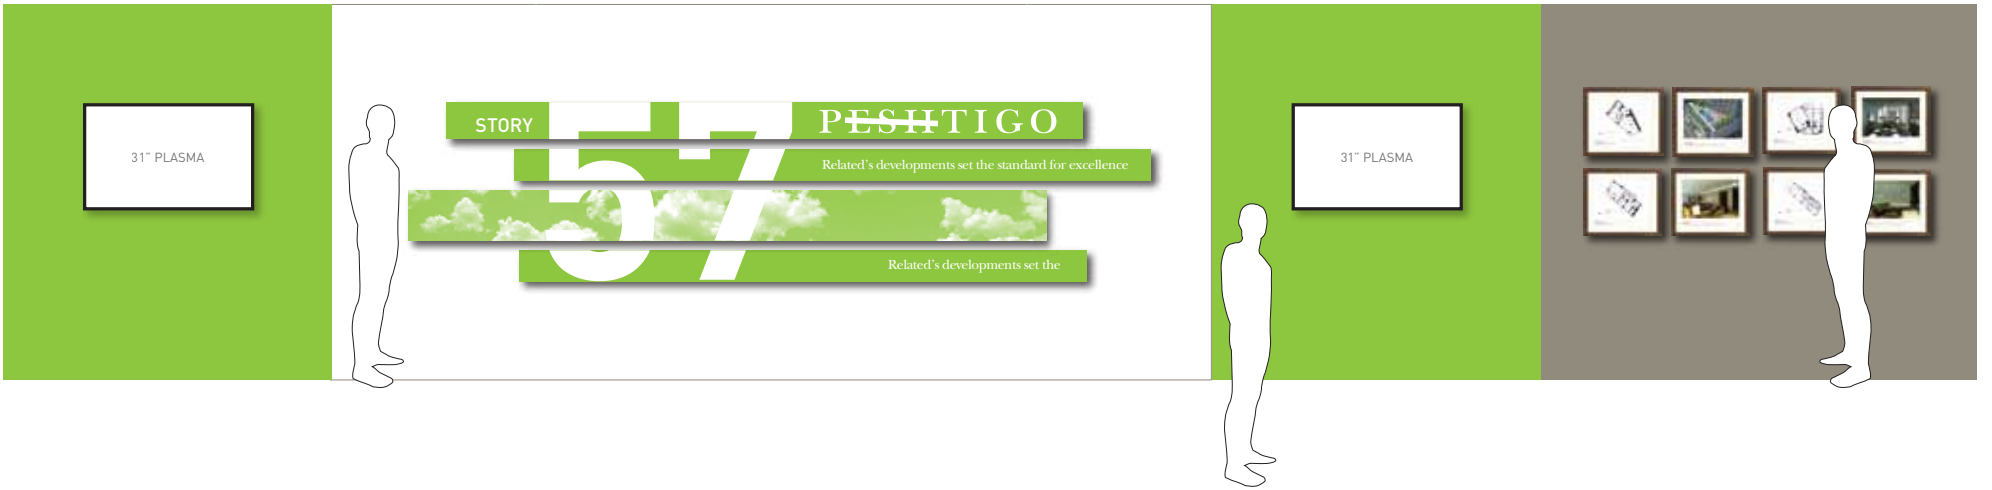 31” PLASMA
STORY
57
PESHTIGO
Related’s developments set the standard for excellence
Related’s developments set the
31” PLASMA